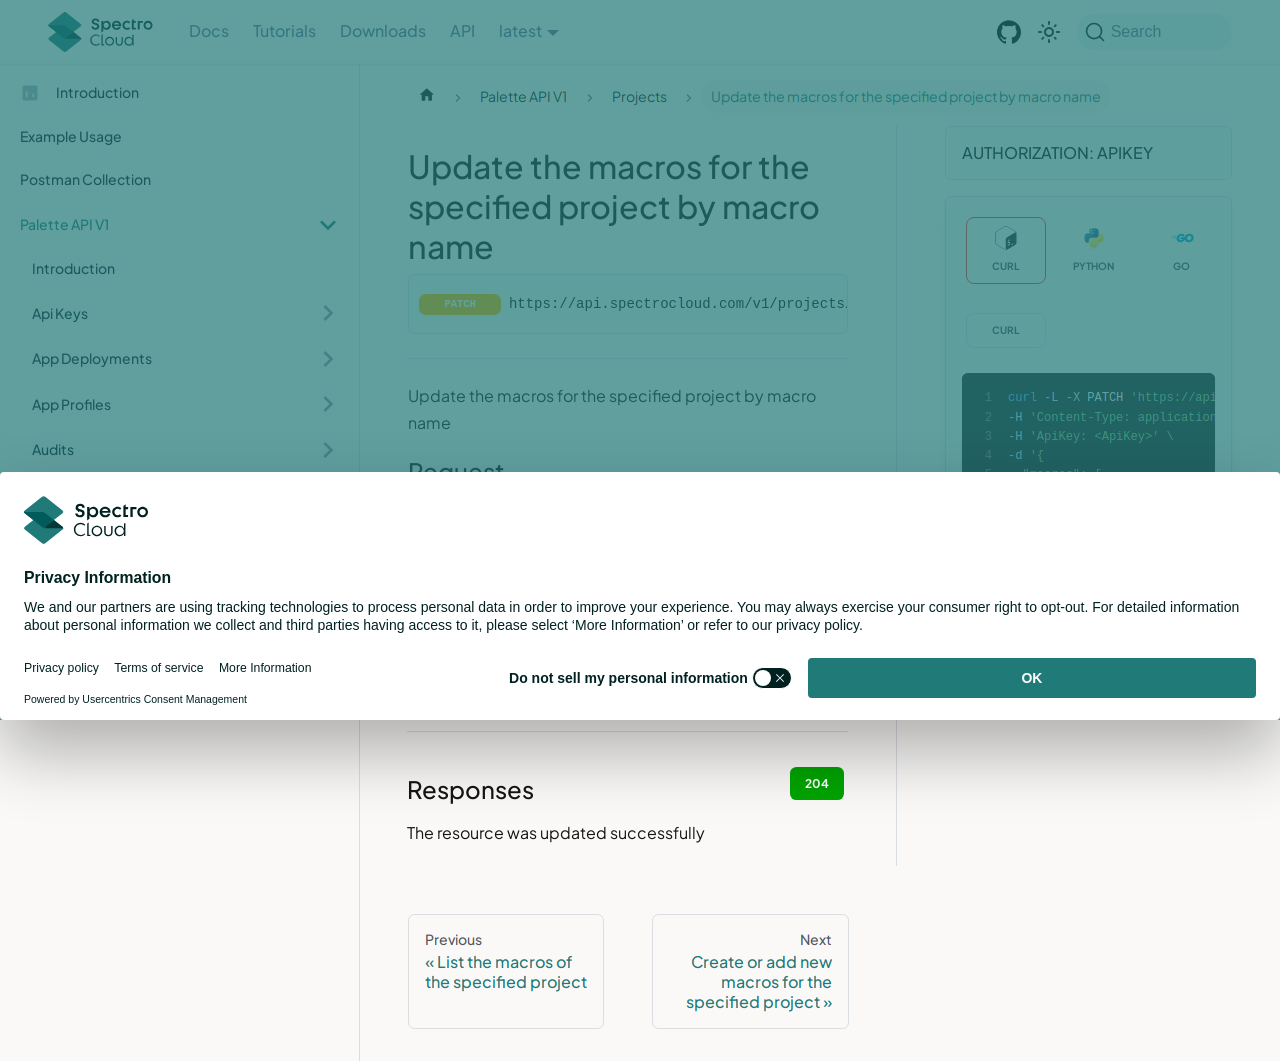 Spectro Cloud
Docs
Tutorials
Downloads
API
latest
Search
Introduction
Example Usage
Postman Collection
Palette API V1
Introduction
Api Keys
App Deployments
App Profiles
Audits
Palette API V1 > Projects > Update the macros for the specified project by macro name
Update the macros for the
specified project by macro
name
PATCH https://api.spectrocloud.com/v1/projects
Update the macros for the specified project by macro
name
Request
AUTHORIZATION: APIKEY
CURL
PYTHON
GO
CURL
1 curl -L -X PATCH 'https://api
2 -H 'Content-Type: application
3 -H 'ApiKey: <ApiKey>' \
4 -d '{
Spectro
Cloud
Privacy Information
We and our partners are using tracking technologies to process personal data in order to improve your experience. You may always exercise your consumer right to opt-out. For detailed information
about personal information we collect and third parties having access to it, please select ‘More Information’ or refer to our privacy policy.
Privacy policy
Terms of service
More Information
Do not sell my personal information
OK
Powered by Usercentrics Consent Management
Responses
204
The resource was updated successfully
Previous
« List the macros of
the specified project
Next
Create or add new
macros for the
specified project »